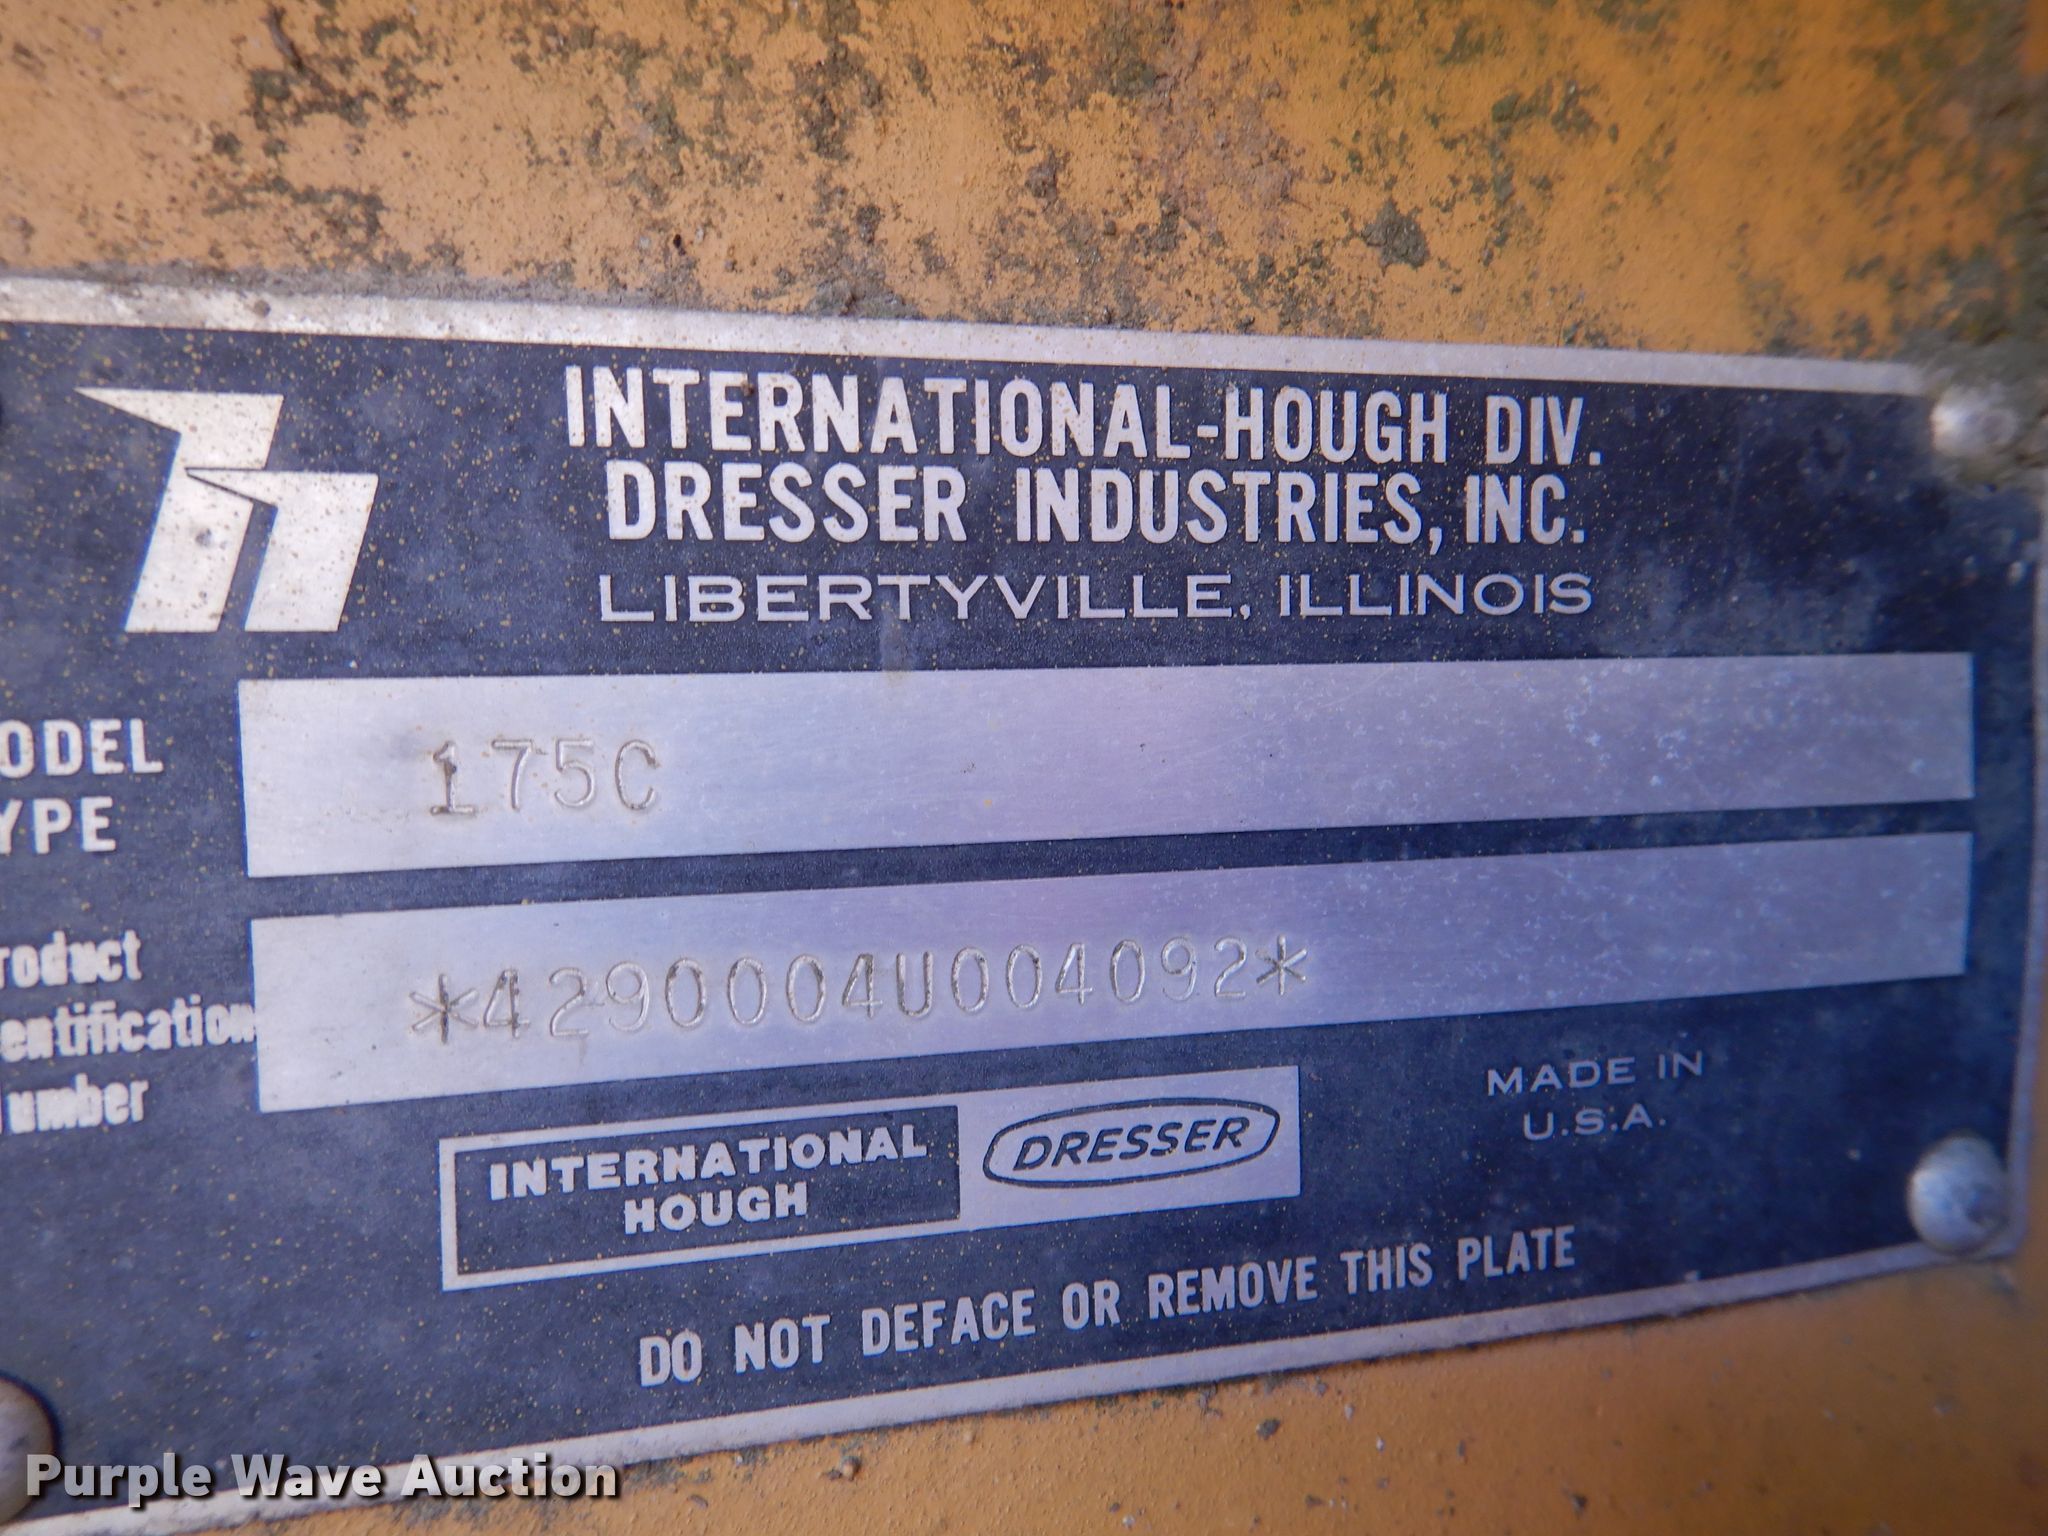 INTERNATIONAL-HOUGH DIV.
DRESSER INDUSTRIES, INC.
LIBERTYVILLE, ILLINOIS
ODEL
YPE
175C
roduct
entification
umber
*4290004U004092*
INTERNATIONAL
HOUGH
DRESSER
MADE IN
U.S.A.
DO NOT DEFACE OR REMOVE THIS PLATE
Purple Wave Auction